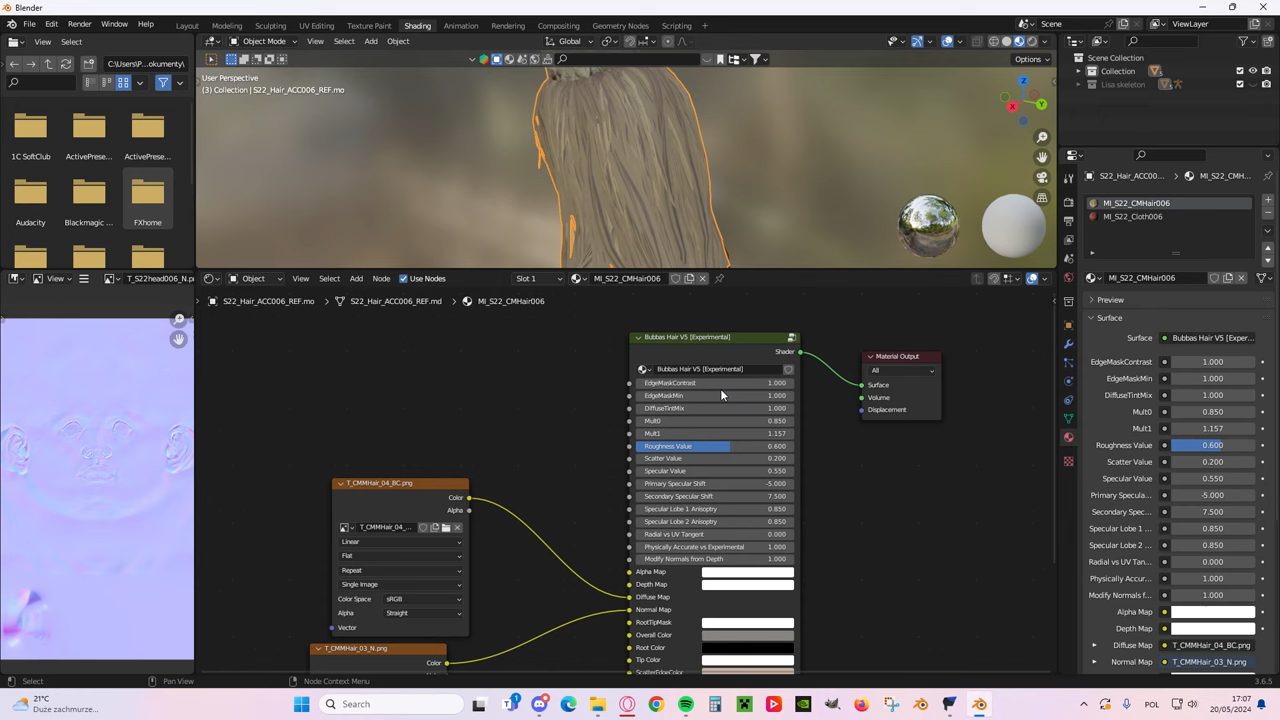 Blender
File Edit Render Window Help Layout Modeling Sculpting UV Editing Texture Paint Shading Animation Rendering Compositing Geometry Nodes Scripting Scene ViewLayer
View Select Object Mode View Select Add Object Global
C:\Users\P...okumenty\ Options
User Perspective
(3) Collection | S22_Hair_ACC006_REF.mo
Scene Collection
Collection
Lisa skeleton
1C SoftClub ActivePrese... ActivePrese...
Audacity Blackmagic ... FXhome
S22_Hair_ACC00... MI_S22_CMH...
MI_S22_CMHair006
MI_S22_Cloth006
View T_S22head006_N.p
Object View Select Add Node Use Nodes Slot 1 MI_S22_CMHair006
MI_S22_CMHair006
S22_Hair_ACC006_REF.mo S22_Hair_ACC006_REF.md MI_S22_CMHair006
Preview
Surface
Surface Bubbas Hair V5 [Exper...
EdgeMaskContrast 1.000
EdgeMaskMin 1.000
DiffuseTintMix 1.000
Mult0 0.850
Mult1 1.157
Roughness Value 0.600
Scatter Value 0.200
Specular Value 0.550
Primary Specula... -5.000
Secondary Spec... 7.500
Specular Lobe 1 ... 0.850
Specular Lobe 2 ... 0.850
Radial vs UV Ta... 0.000
Physically Accur... 1.000
Modify Normals f... 1.000
Alpha Map
Depth Map
Diffuse Map T_CMMHair_04_BC.png
Normal Map T_CMMHair_03_N.png
Bubbas Hair V5 [Experimental]
Shader
Bubbas Hair V5 [Experimental]
EdgeMaskContrast 1.000
EdgeMaskMin 1.000
DiffuseTintMix 1.000
Mult0 0.850
Mult1 1.157
Roughness Value 0.600
Scatter Value 0.200
Specular Value 0.550
Primary Specular Shift -5.000
Secondary Specular Shift 7.500
Specular Lobe 1 Anisoptry 0.850
Specular Lobe 2 Anisoptry 0.850
Radial vs UV Tangent 0.000
Physically Accurate vs Experimental 1.000
Modify Normals from Depth 1.000
Alpha Map
Depth Map
Diffuse Map
Normal Map
RootTipMask
Overall Color
Root Color
Tip Color
ScatterEdgeColor
Material Output
All
Surface
Volume
Displacement
T_CMMHair_04_BC.png
Color
Alpha
T_CMMHair_04_...
Linear
Flat
Repeat
Single Image
Color Space sRGB
Alpha Straight
Vector
T_CMMHair_03_N.png
Color
Select Pan View Node Context Menu 3.6.5
21°C
Duże zachmurze...
Search
17:07
20/05/2024